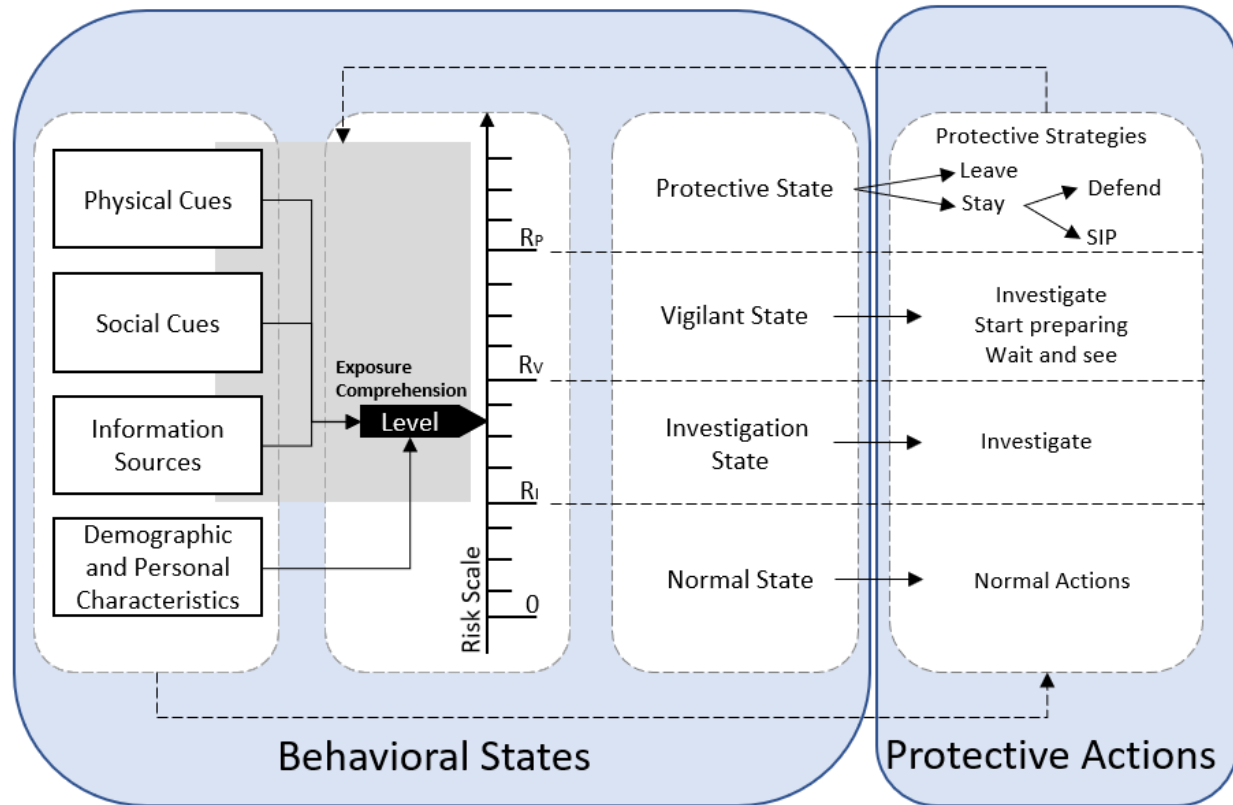 Physical Cues
Social Cues
Information
Sources
Demographic
and Personal
Characteristics
Exposure
Comprehension
Level
Risk Scale
RP
RV
RI
0
Protective State
Vigilant State
Investigation
State
Normal State
Protective Strategies
Leave
Stay
Defend
SIP
Investigate
Start preparing
Wait and see
Investigate
Normal Actions
Behavioral States
Protective Actions